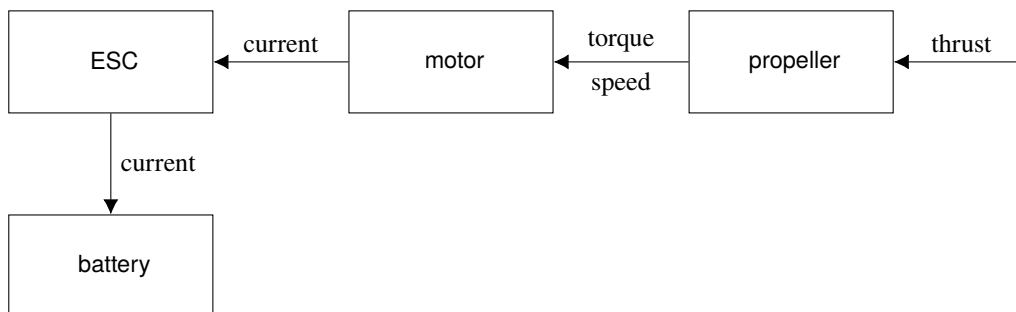 ESC
current
motor
torque
speed
propeller
thrust
current
battery